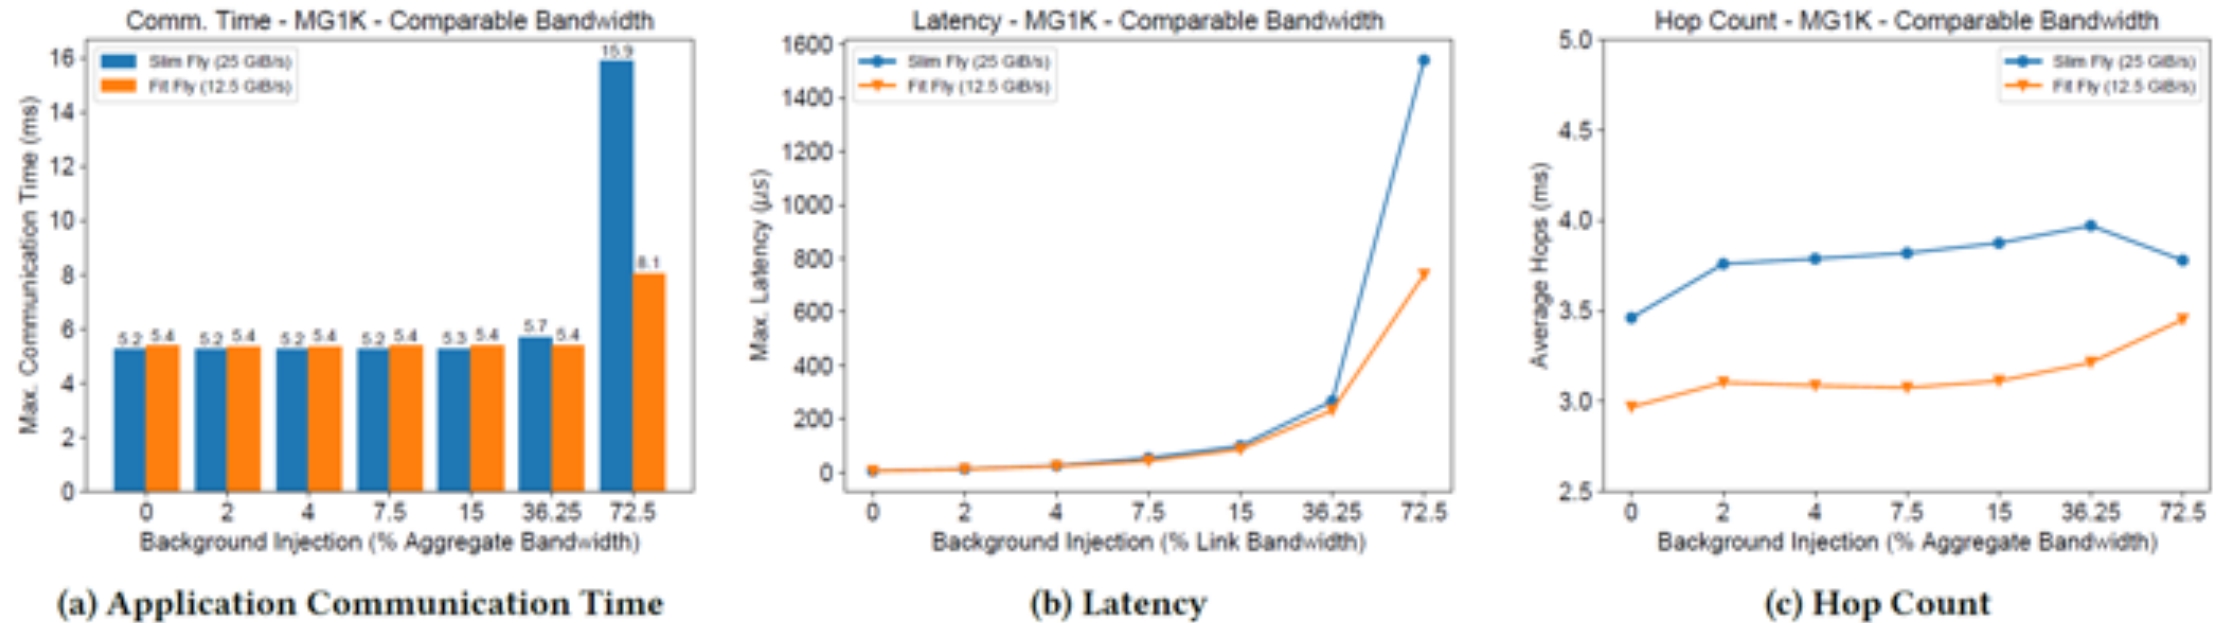 Comm. Time - MG1K - Comparable Bandwidth
Slim Fly (25 GiB/s)
Fit Fly (12.5 GiB/s)
Max. Communication Time (ms)
16
14
12
10
8
6
4
2
0
5.2 5.4 5.2 5.4 5.2 5.4 5.2 5.4 5.3 5.4 5.7 5.4 15.9 8.1
0 2 4 7.5 15 36.25 72.5
Background Injection (% Aggregate Bandwidth)
(a) Application Communication Time
Latency - MG1K - Comparable Bandwidth
Slim Fly (25 GiB/s)
Fit Fly (12.5 GiB/s)
Max. Latency (μs)
1600
1400
1200
1000
800
600
400
200
0
0 2 4 7.5 15 36.25 72.5
Background Injection (% Link Bandwidth)
(b) Latency
Hop Count - MG1K - Comparable Bandwidth
Slim Fly (25 GiB/s)
Fit Fly (12.5 GiB/s)
Average Hops (ms)
5.0
4.5
4.0
3.5
3.0
2.5
0 2 4 7.5 15 36.25 72.5
Background Injection (% Aggregate Bandwidth)
(c) Hop Count